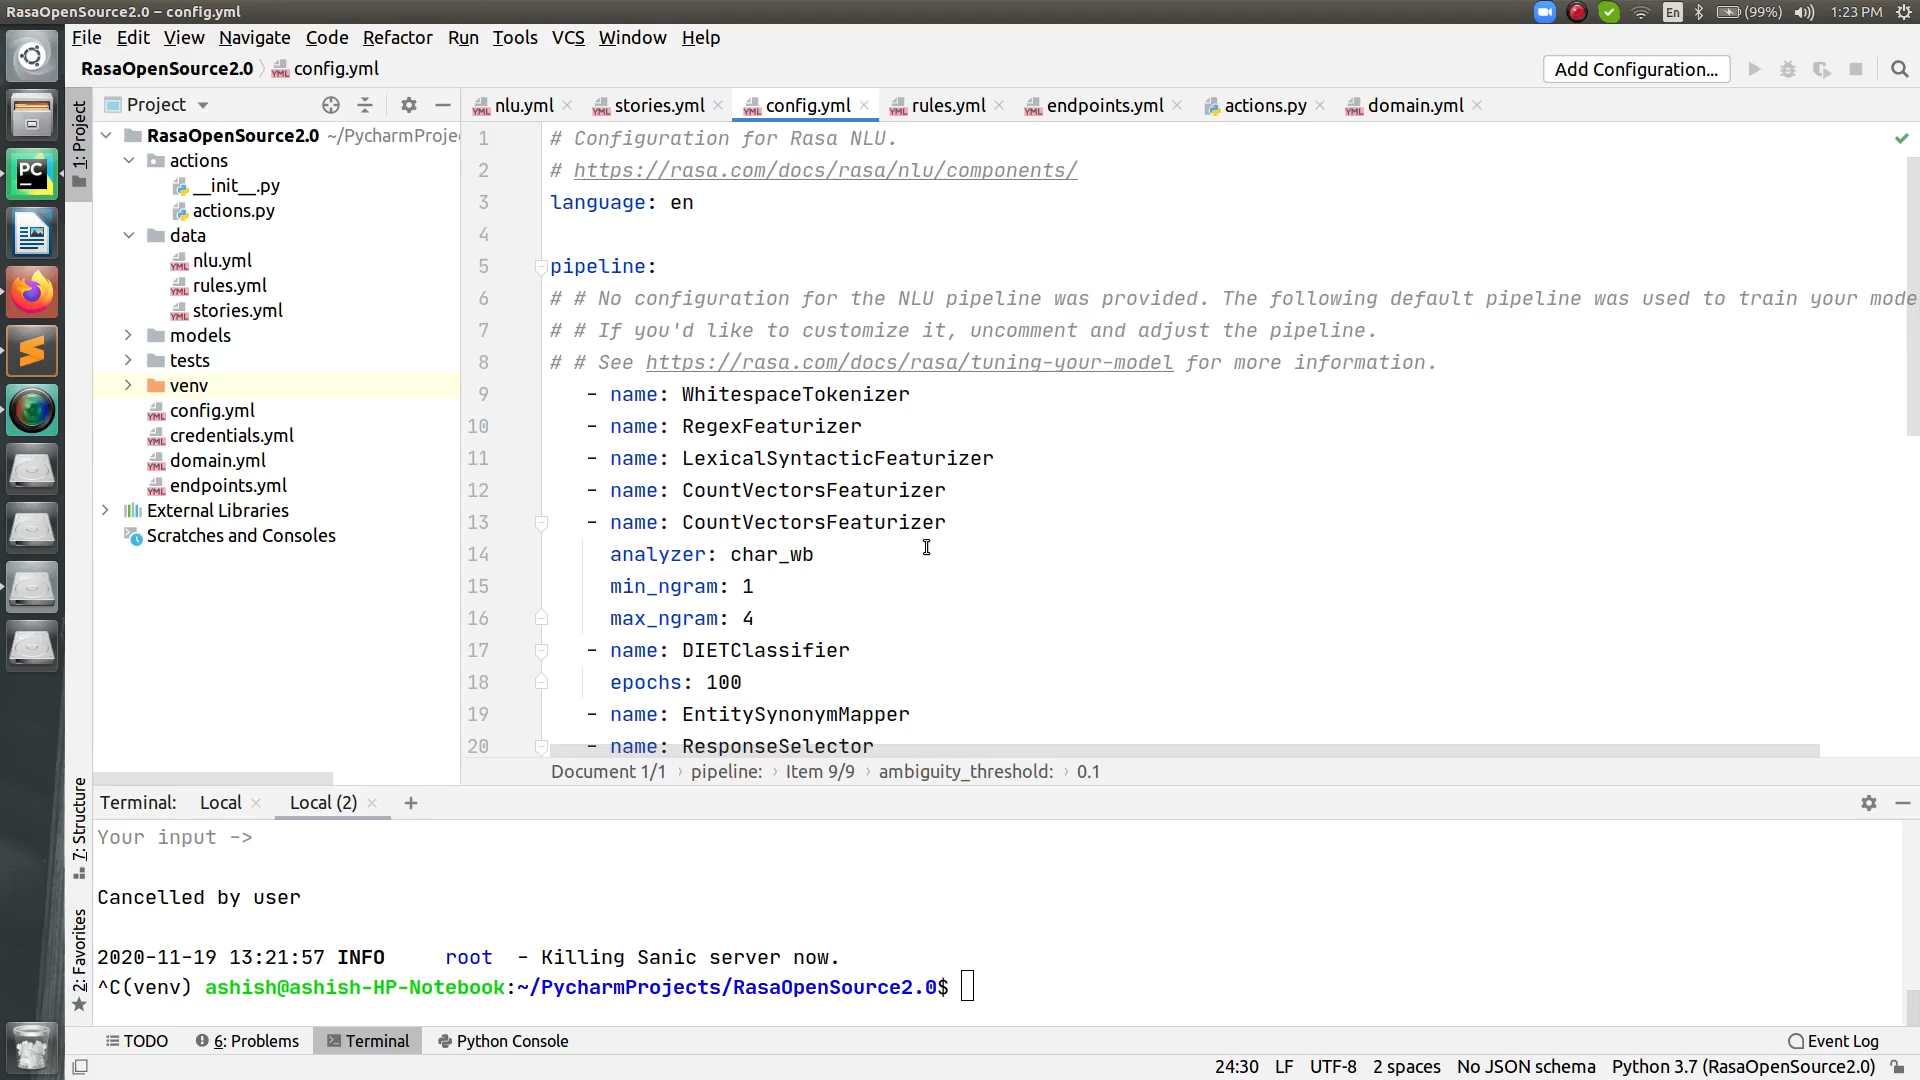 RasaOpenSource2.0 – config.yml
En (99%) 1:23 PM
File Edit View Navigate Code Refactor Run Tools VCS Window Help
RasaOpenSource2.0 config.yml Add Configuration...
1: Project
Project
RasaOpenSource2.0 ~/PycharmProje
actions
__init__.py
actions.py
data
nlu.yml
rules.yml
stories.yml
models
tests
venv
config.yml
credentials.yml
domain.yml
endpoints.yml
External Libraries
Scratches and Consoles
nlu.yml stories.yml config.yml rules.yml endpoints.yml actions.py domain.yml
1 # Configuration for Rasa NLU.
2 # https://rasa.com/docs/rasa/nlu/components/
3 language: en
4
5 pipeline:
6 # # No configuration for the NLU pipeline was provided. The following default pipeline was used to train your mode
7 # # If you'd like to customize it, uncomment and adjust the pipeline.
8 # # See https://rasa.com/docs/rasa/tuning-your-model for more information.
9 - name: WhitespaceTokenizer
10 - name: RegexFeaturizer
11 - name: LexicalSyntacticFeaturizer
12 - name: CountVectorsFeaturizer
13 - name: CountVectorsFeaturizer
14 analyzer: char_wb
15 min_ngram: 1
16 max_ngram: 4
17 - name: DIETClassifier
18 epochs: 100
19 - name: EntitySynonymMapper
20 - name: ResponseSelector
Document 1/1 › pipeline: › Item 9/9 › ambiguity_threshold: › 0.1
7: Structure
2: Favorites
Terminal: Local Local (2) +
Your input ->
Cancelled by user
2020-11-19 13:21:57 INFO root - Killing Sanic server now.
^C(venv) ashish@ashish-HP-Notebook:~/PycharmProjects/RasaOpenSource2.0$
TODO 6: Problems Terminal Python Console Event Log
24:30 LF UTF-8 2 spaces No JSON schema Python 3.7 (RasaOpenSource2.0)
PC